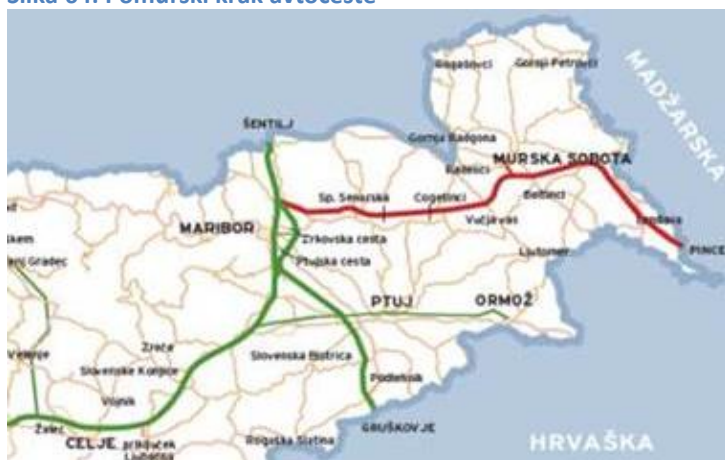 Pomurski krak avtoceste
Rogašovci
Gornji Petrovci
MADŽARSKA
ŠENTILJ
Gornja Radgona
Radenci
MURSKA SOBOTA
Sp. Senarska
Cogetinci
Beltinci
Vučja vas
Lendava
MARIBOR
Zrkovska cesta
Ljutomer
PINCE
Ptujska cesta
PTUJ
ORMOŽ
Zreče
Slovenska Bistrica
Slovenske Konjice
Podlehnik
Vojnik
Žalec
CELJE
priključek
GRUŠKOVJE
Rogaška Slatina
HRVAŠKA